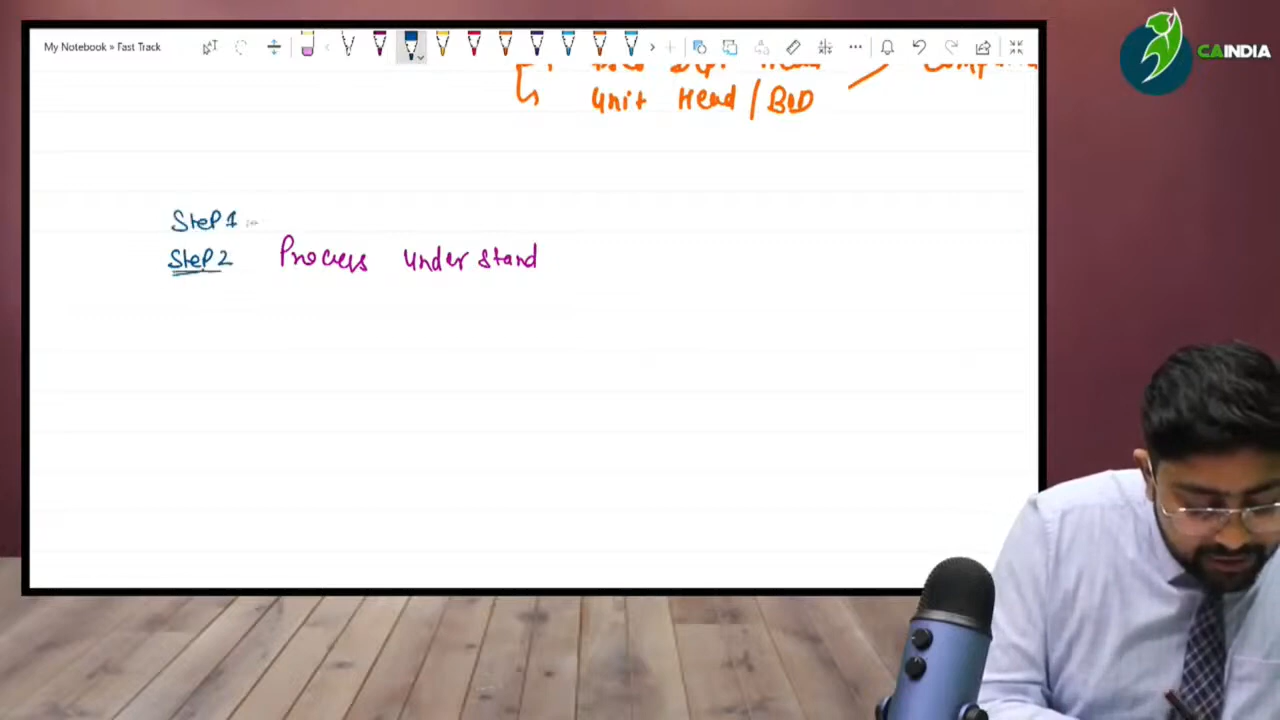 My Notebook » Fast Track
CAINDIA
Unit Head / BOD
Step 1 :-
Step 2 Process understand